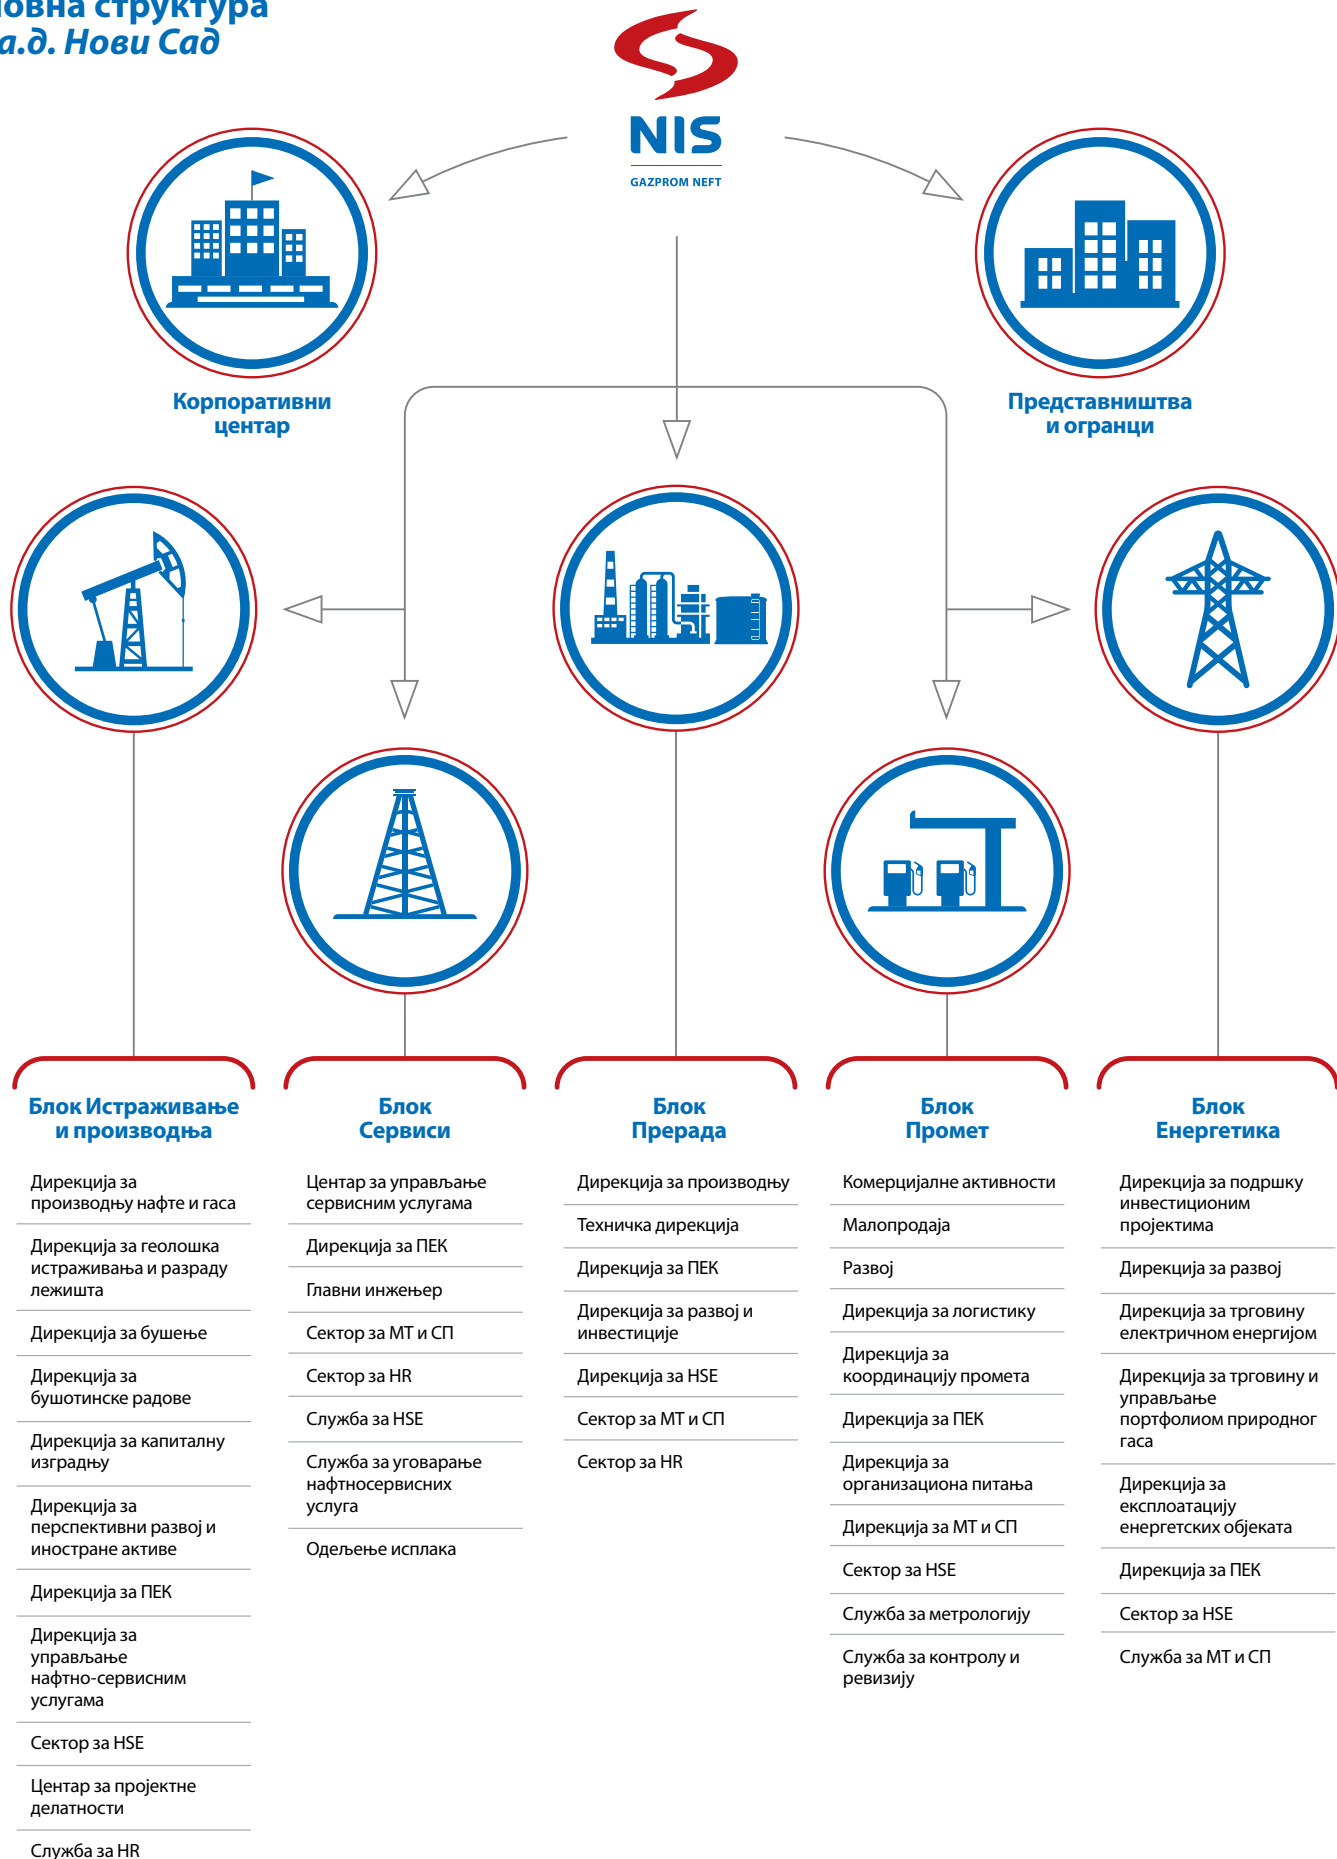 структура
а.д. Нови Сад
NIS
GAZPROM NEFT
Корпоративни
центар
Представништва
и огранци
Блок Истраживање
и производња
Дирекција за
производњу нафте и гаса
Дирекција за геолошка
истраживања и разраду
лежишта
Дирекција за бушење
Дирекција за
бушотинске радове
Дирекција за капиталну
изградњу
Дирекција за
перспективни развој и
иностране активе
Дирекција за ПЕК
Дирекција за
управљање
нафтно-сервисним
услугама
Сектор за HSE
Центар за пројектне
делатности
Служба за HR
Блок
Сервиси
Центар за управљање
сервисним услугама
Дирекција за ПЕК
Главни инжењер
Сектор за МТ и СП
Сектор за HR
Служба за HSE
Служба за уговарање
нафтносервисних
услуга
Одељење исплака
Блок
Прерада
Дирекција за производњу
Техничка дирекција
Дирекција за ПЕК
Дирекција за развој и
инвестиције
Дирекција за HSE
Сектор за МТ и СП
Сектор за HR
Блок
Промет
Комерцијалне активности
Малопродаја
Развој
Дирекција за логистику
Дирекција за
координацију промета
Дирекција за ПЕК
Дирекција за
организациона питања
Дирекција за МТ и СП
Сектор за HSE
Служба за метрологију
Служба за контролу и
ревизију
Блок
Енергетика
Дирекција за подршку
инвестиционим
пројектима
Дирекција за развој
Дирекција за трговину
електричном енергијом
Дирекција за трговину и
управљање
портфолиом природног
гаса
Дирекција за
експлоатацију
енергетских објеката
Дирекција за ПЕК
Сектор за HSE
Служба за МТ и СП